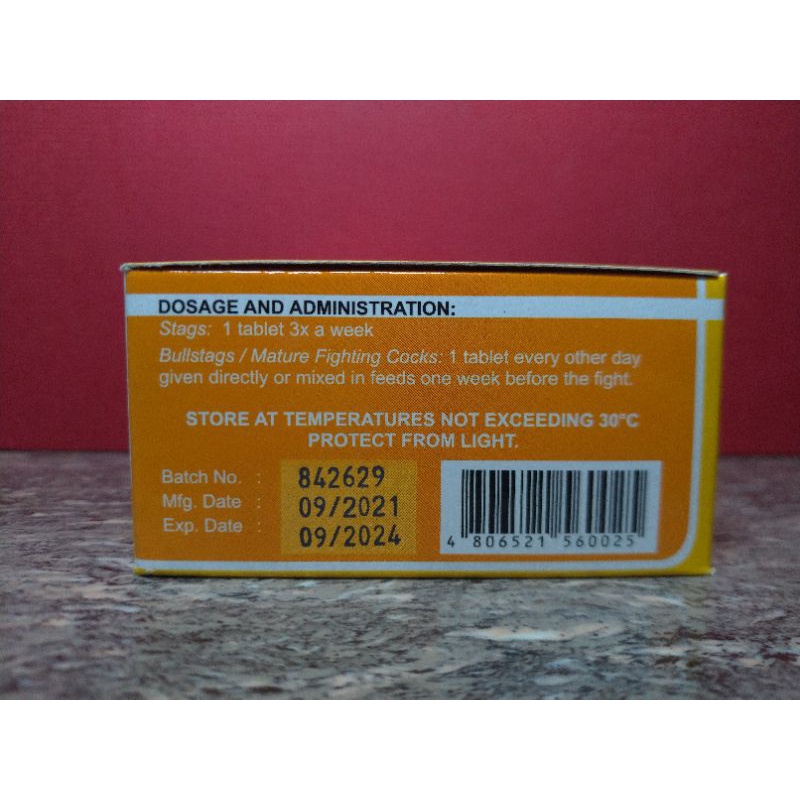 DOSAGE AND ADMINISTRATION:
Stags: 1 tablet 3x a week
Bullstags / Mature Fighting Cocks: 1 tablet every other day
given directly or mixed in feeds one week before the fight.
STORE AT TEMPERATURES NOT EXCEEDING 30°C
PROTECT FROM LIGHT.
Batch No. : 842629
Mfg. Date : 09/2021
Exp. Date : 09/2024
4 806521 560025